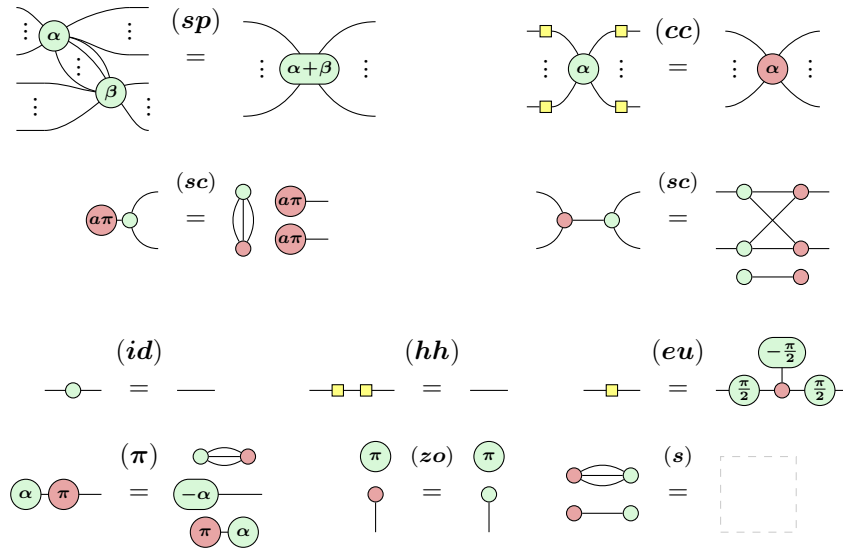 α (sp) = α+β (cc) α = α
β
(sc) (sc)
aπ = aπ =
aπ
(id) (hh) (eu) -π/2
= = = π/2 π/2
(π) (zo) (s)
α π = -α π = π =
π α